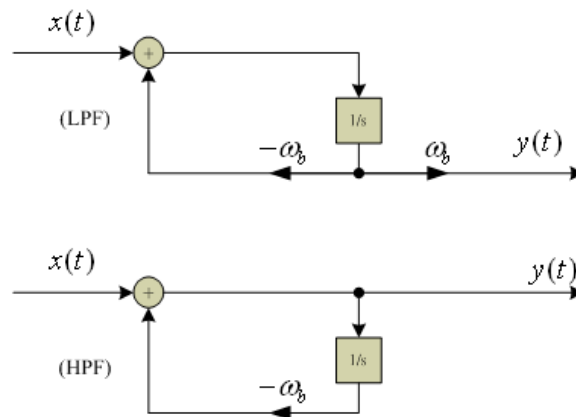 x(t)
+
(LPF)
1/s
−ω_b
ω_b
y(t)
x(t)
+
y(t)
(HPF)
1/s
−ω_b